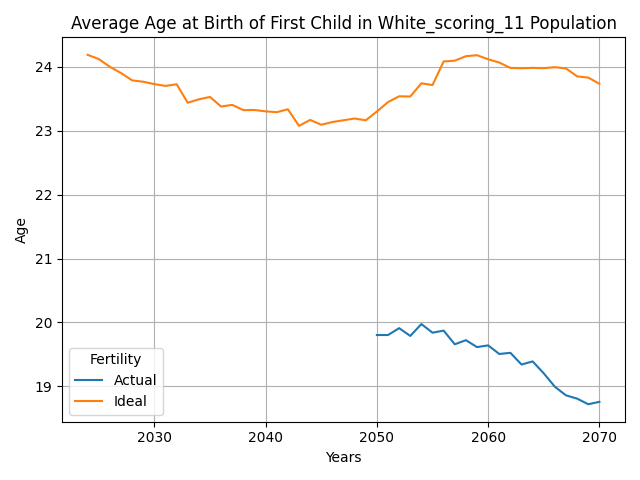 Average Age at Birth of First Child in White_scoring_11 Population
24
23
22
21
20
19
Age
Fertility
Actual
Ideal
2030
2040
2050
2060
2070
Years